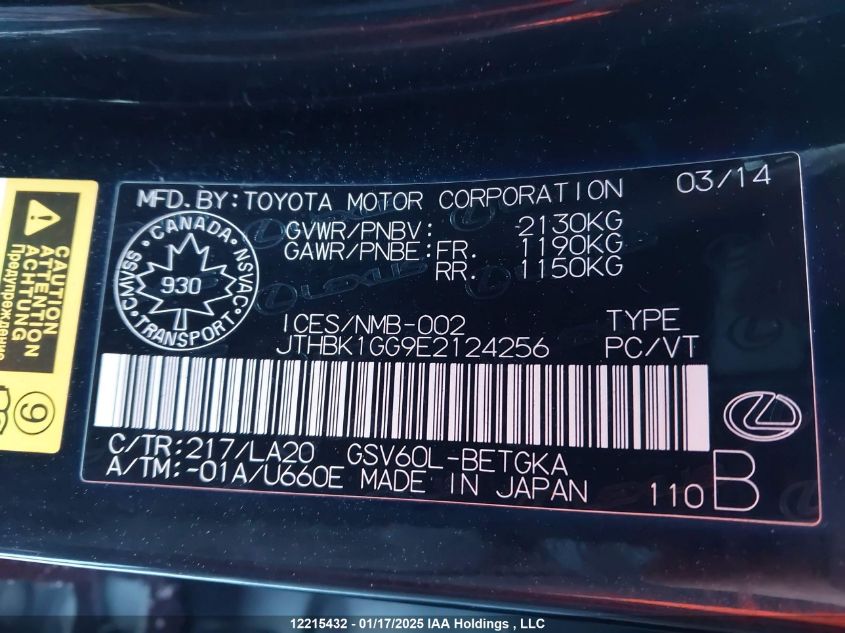 MFD.BY:TOYOTA MOTOR CORPORATION 03/14
GVWR/PNBV: 2130KG
GAWR/PNBE:FR. 1190KG
RR. 1150KG
CANADA
CMVSS NSVAC
930
TRANSPORT
ICES/NMB-002 TYPE
JTHBK1GG9E2124256 PC/VT
C/TR:217/LA20 GSV60L-BETGKA
A/TM:-01A/U660E MADE IN JAPAN 110 B
LEXUS
CAUTION
ATTENTION
ACHTUNG
Предупреждение
9
12215432 - 01/17/2025 IAA Holdings , LLC